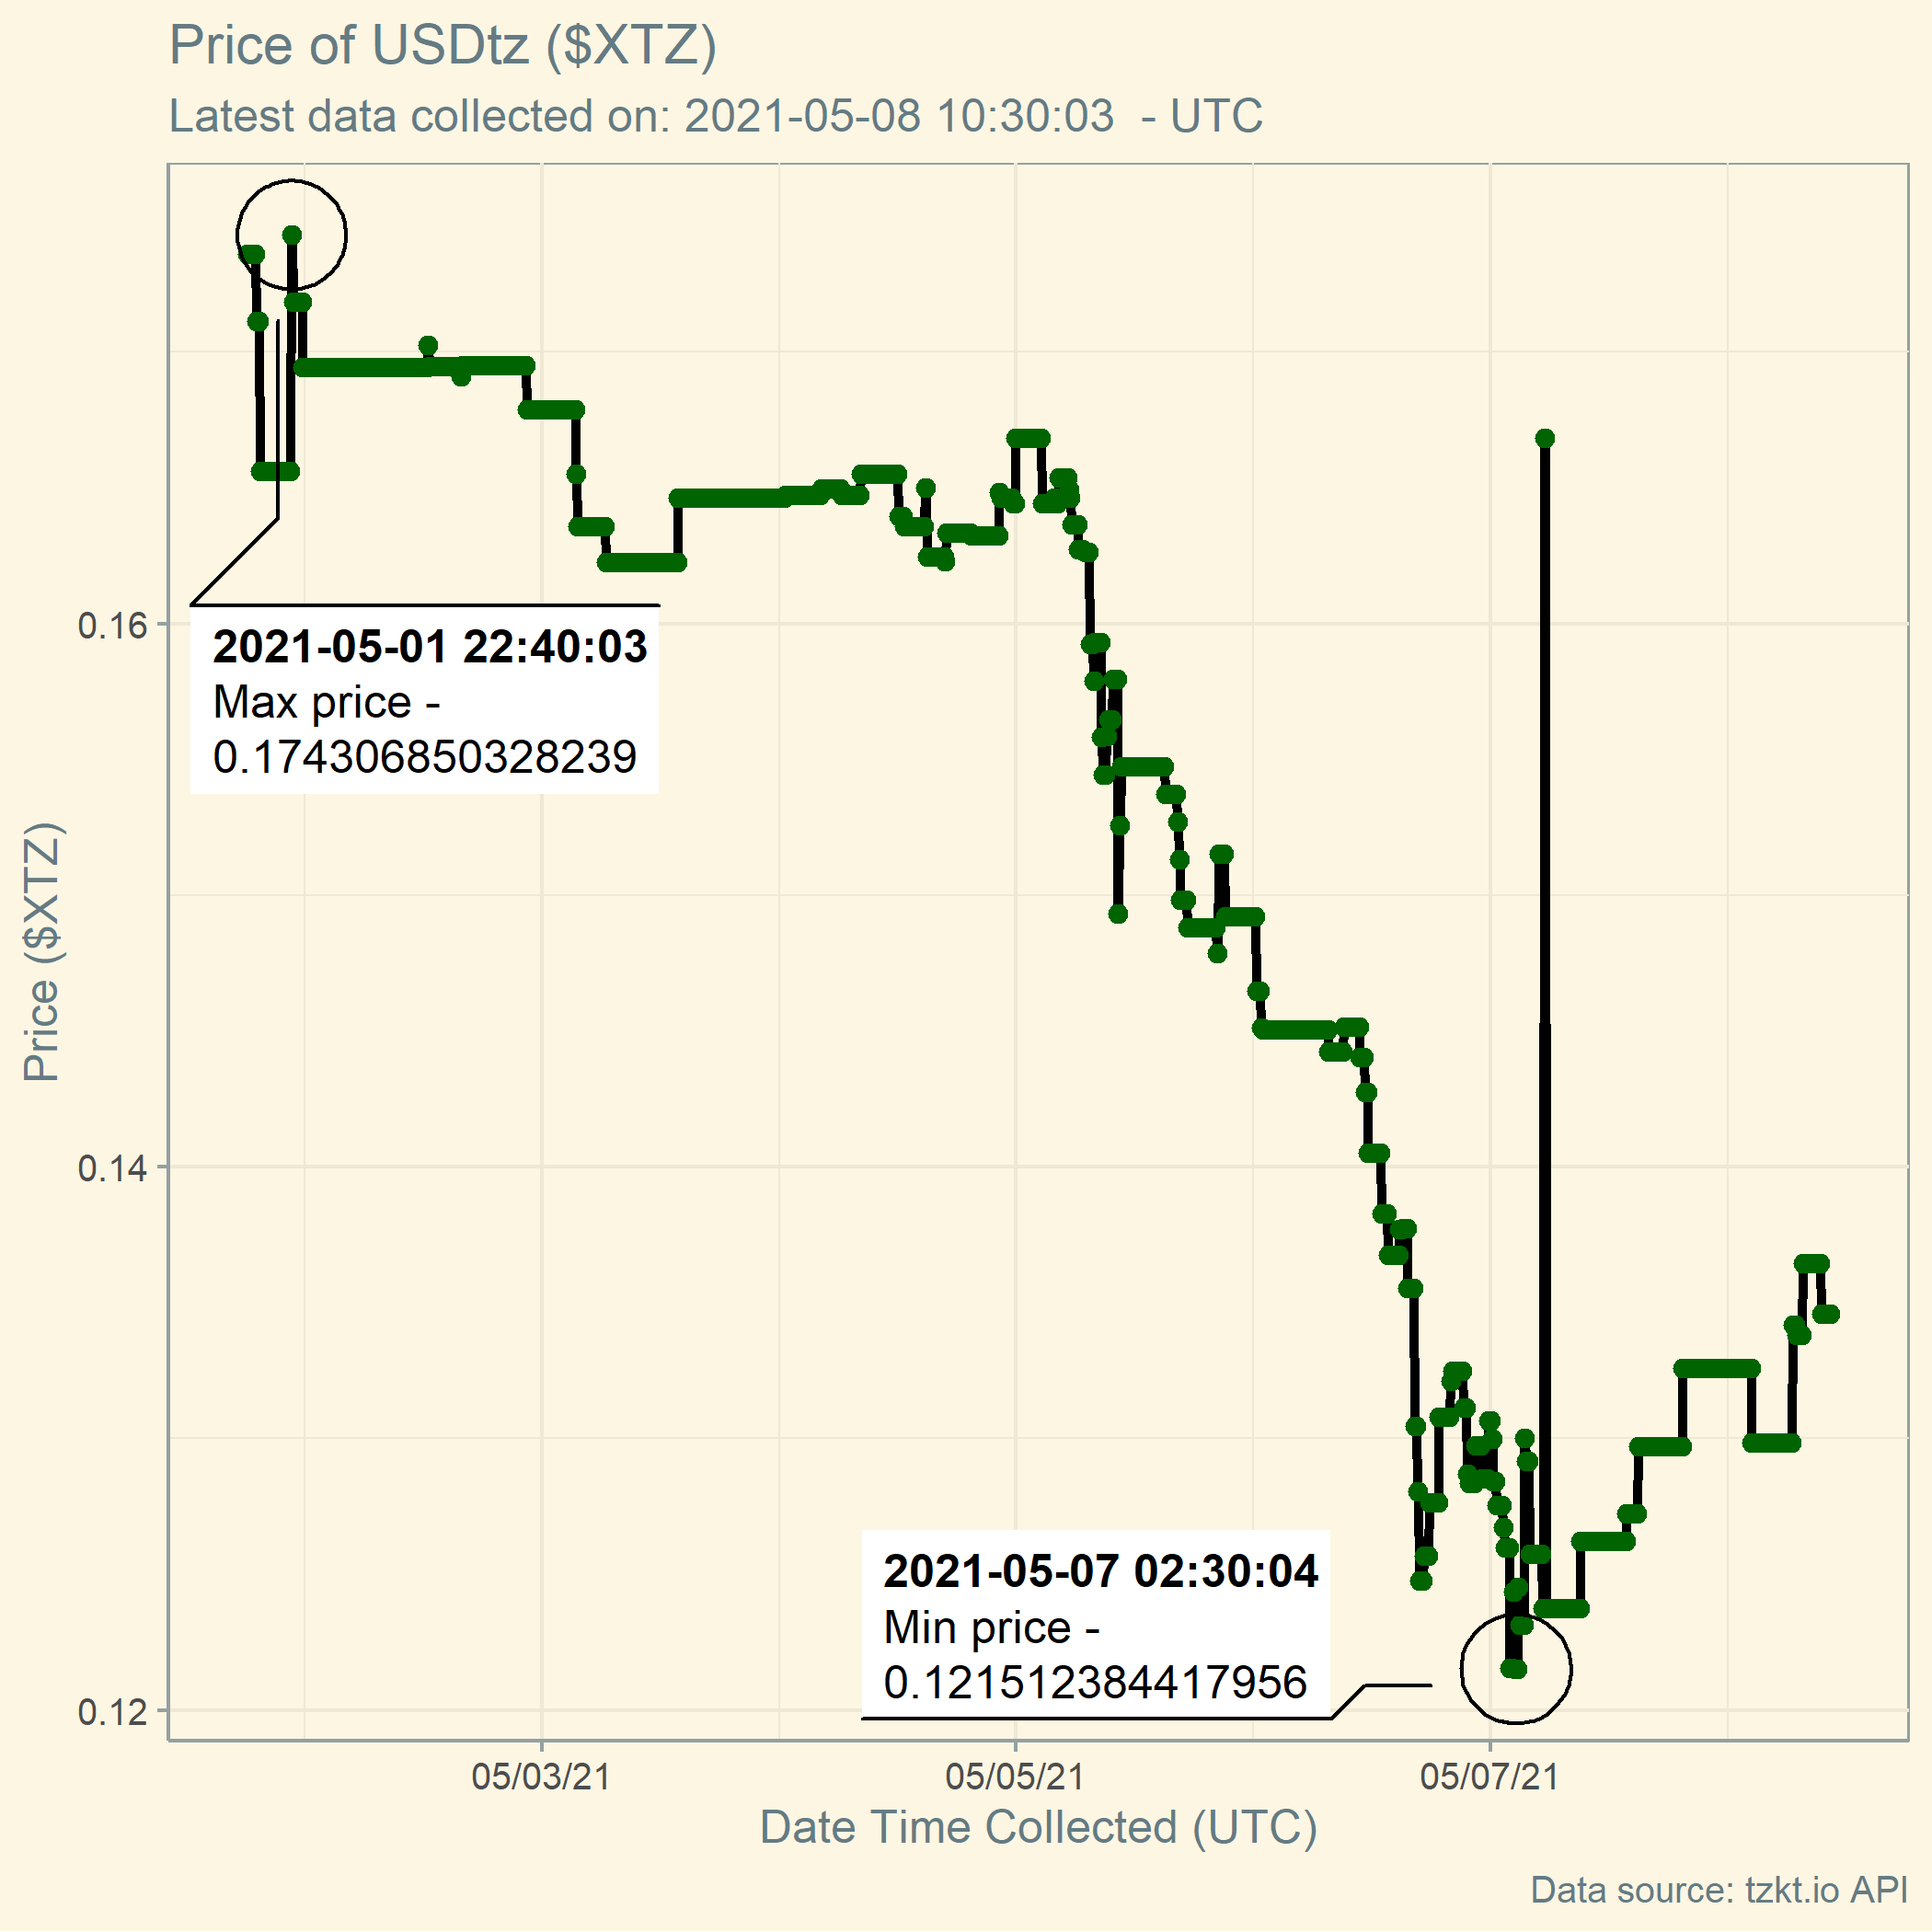 Price of USDtz ($XTZ)
Latest data collected on: 2021-05-08 10:30:03  - UTC
Price ($XTZ)
0.16
0.14
0.12
2021-05-01 22:40:03
Max price -
0.174306850328239
2021-05-07 02:30:04
Min price -
0.121512384417956
05/03/21
05/05/21
05/07/21
Date Time Collected (UTC)
Data source: tzkt.io API